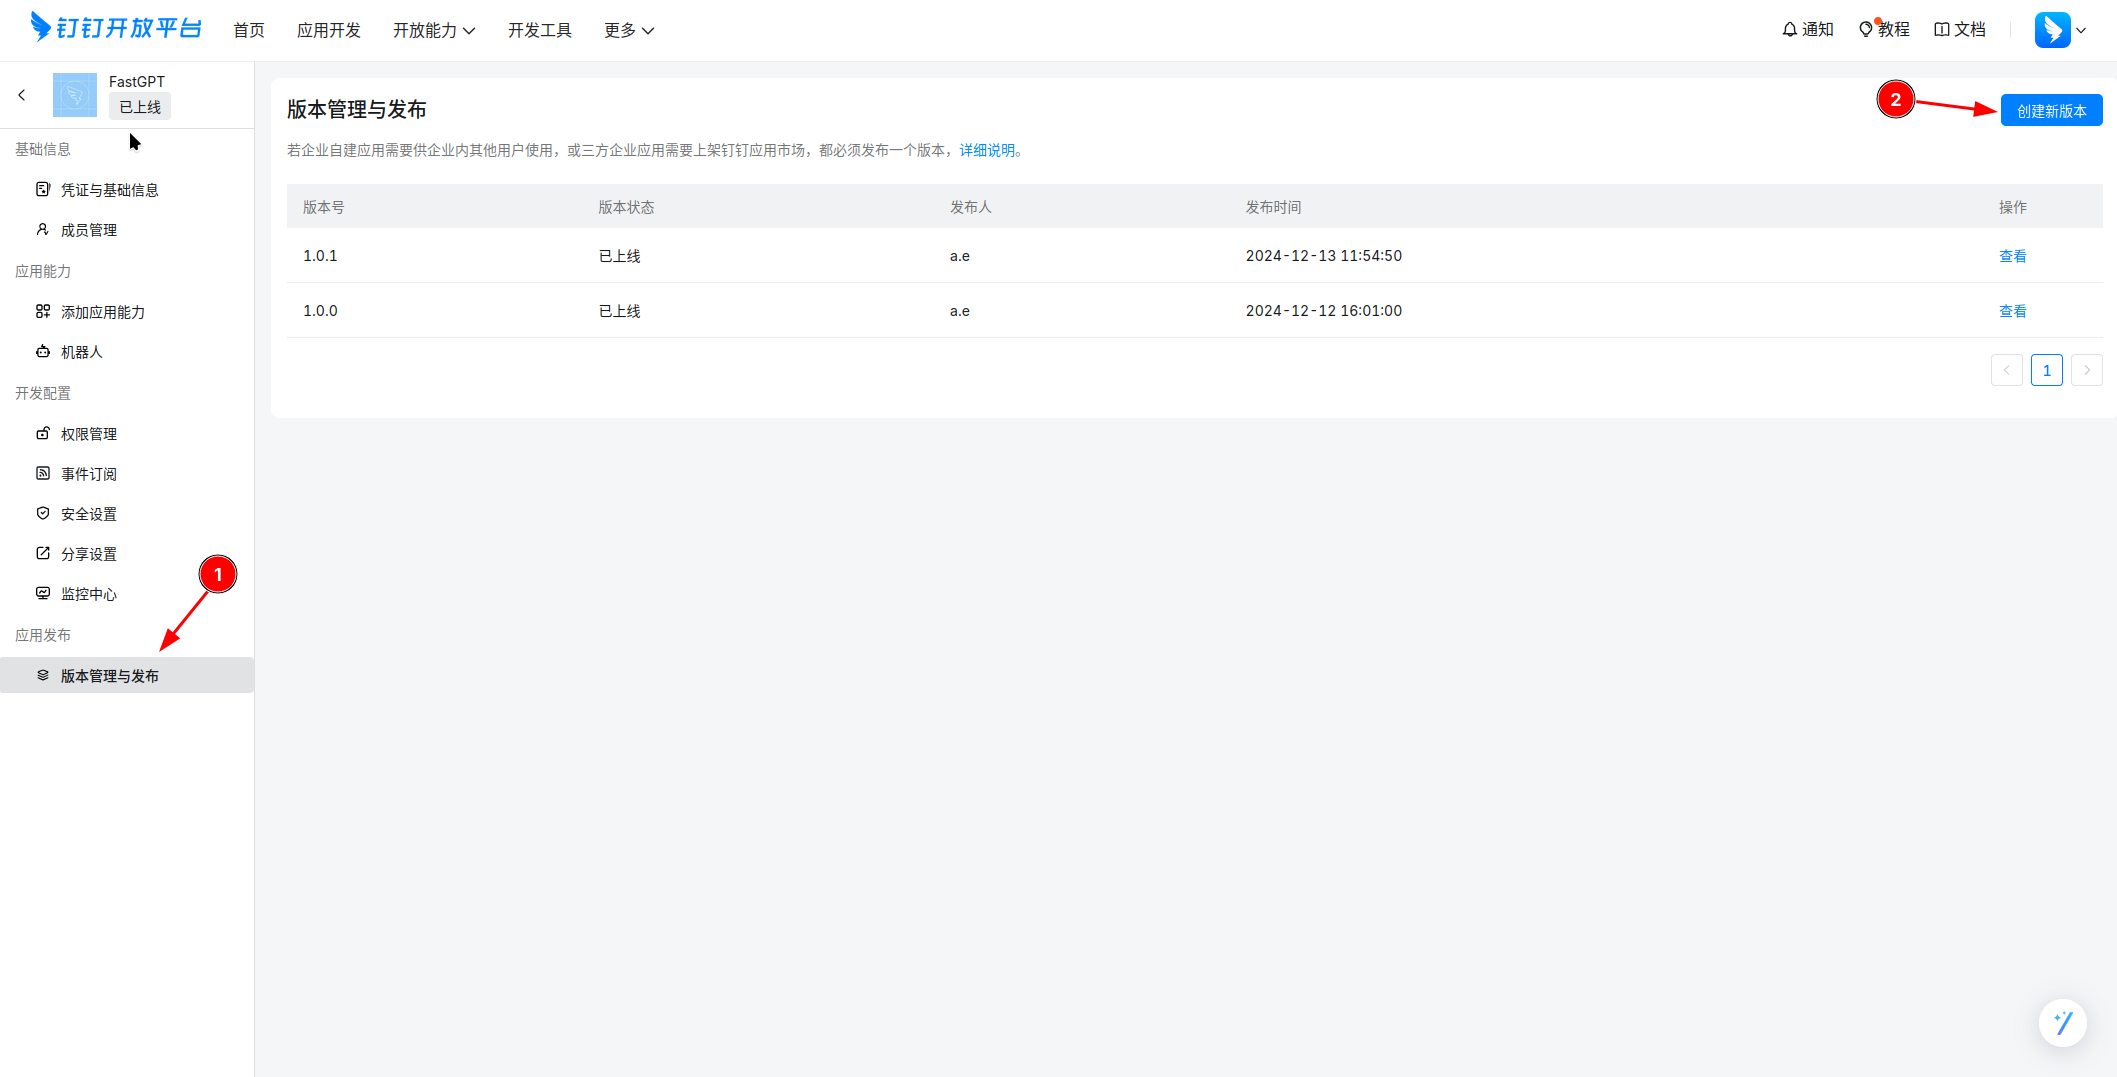 钉钉开放平台
首页
应用开发
开放能力
开发工具
更多
通知
教程
文档
FastGPT
已上线
基础信息
凭证与基础信息
成员管理
应用能力
添加应用能力
机器人
开发配置
权限管理
事件订阅
安全设置
分享设置
监控中心
1
应用发布
版本管理与发布
版本管理与发布
2
创建新版本
若企业自建应用需要供企业内其他用户使用，或三方企业应用需要上架钉钉应用市场，都必须发布一个版本，详细说明。
版本号 版本状态 发布人 发布时间 操作
1.0.1 已上线 a.e 2024-12-13 11:54:50 查看
1.0.0 已上线 a.e 2024-12-12 16:01:00 查看
1